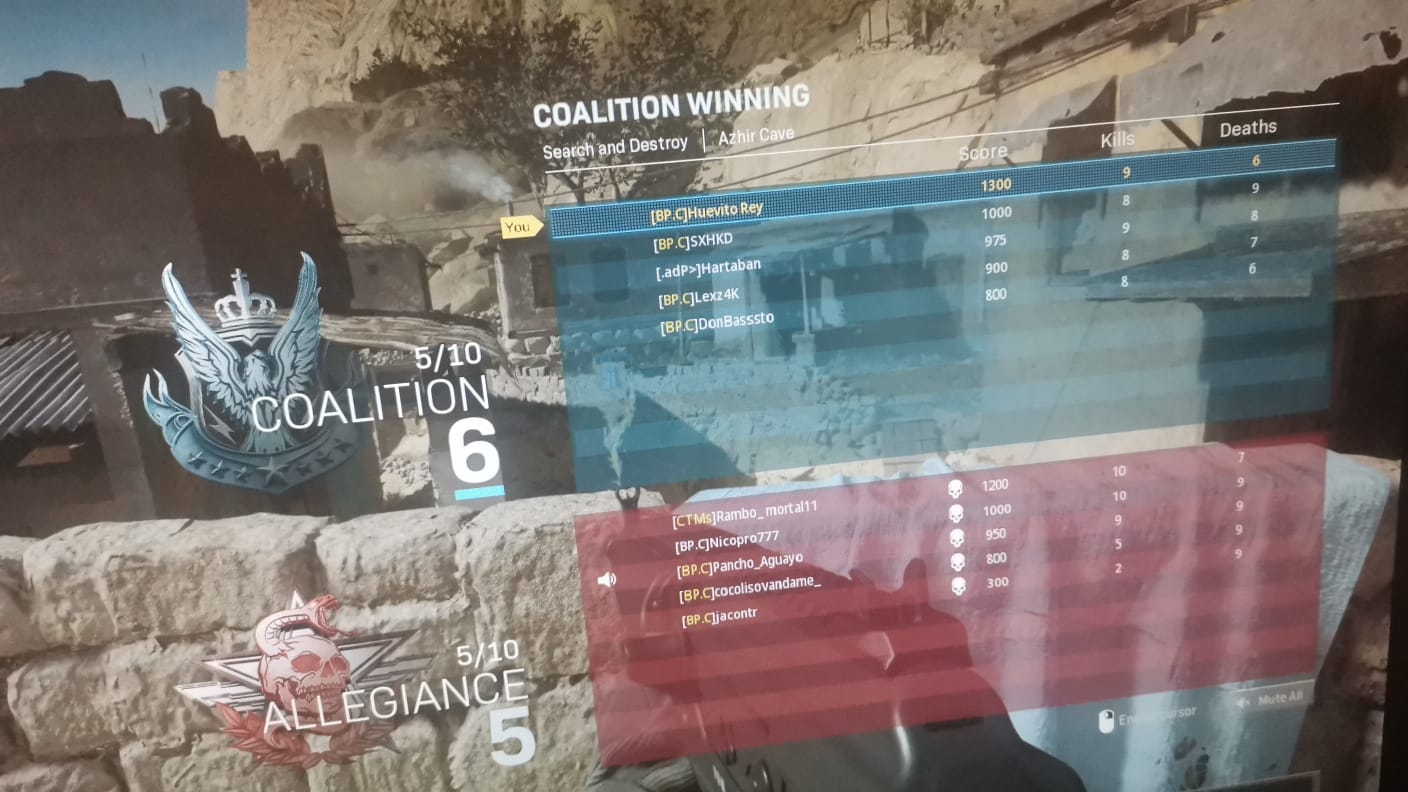 COALITION WINNING
Search and Destroy | Azhir Cave
Score Kills Deaths
You [BP.C]Huevito Rey 1300 9 6
[BP.C]SXHKD 1000 8 9
[.adP>]Hartaban 975 9 8
[BP.C]Lexz4K 900 8 7
[BP.C]DonBasssto 800 8 6
5/10
COALITION
6
[CTMs]Rambo_mortal11 1200 10 7
[BP.C]Nicopro777 1000 10 9
[BP.C]Pancho_Aguayo 950 9 9
[BP.C]cocolisovandame_ 800 5 9
[BP.C]jacontr 300 2 9
5/10
ALLEGIANCE
5
Cursor
Mute All